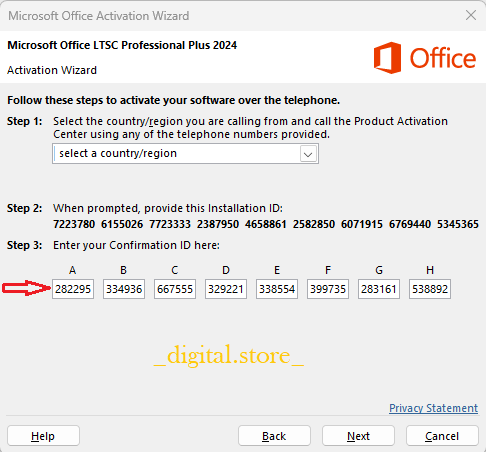 Microsoft Office Activation Wizard
Microsoft Office LTSC Professional Plus 2024
Office
Activation Wizard
Follow these steps to activate your software over the telephone.
Step 1: Select the country/region you are calling from and call the Product Activation
Center using any of the telephone numbers provided.
select a country/region
Step 2: When prompted, provide this Installation ID:
7223780 6155026 7723333 2387950 4658861 2582850 6071915 6769440 5345365
Step 3: Enter your Confirmation ID here:
A B C D E F G H
282295 334936 667555 329221 338554 399735 283161 538892
_digital.store_
Privacy Statement
Help Back Next Cancel